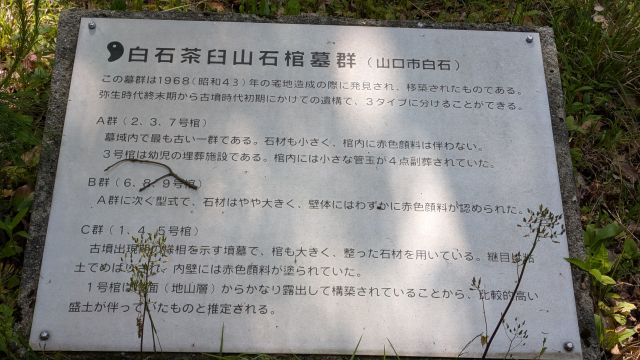 白石茶臼山石棺墓群(山口市白石)
この墓群は1968(昭和43)年の宅地造成の際に発見され、移築されたものである。
弥生時代終末期から古墳時代初期にかけての遺構で、3タイプに分けることができる。
A群(2、3、7号棺)
墓域内で最も古い一群である。石材も小さく、棺内に赤色顔料は伴わない。
3号棺は幼児の埋葬施設である。棺内には小さな管玉が4点副葬されていた。
B群(6、8、9号棺)
A群に次ぐ型式で、石材はやや大きく、壁体にはわずかに赤色顔料が認められた。
C群(1、4、5号棺)
古墳出現期の様相を示す墳墓で、棺も大きく、整った石材を用いている。継目は粘
土でめばりされ、内壁には赤色顔料が塗られていた。
1号棺は地面(地山層)からかなり露出して構築されていることから、比較的高い
盛土が伴っていたものと推定される。